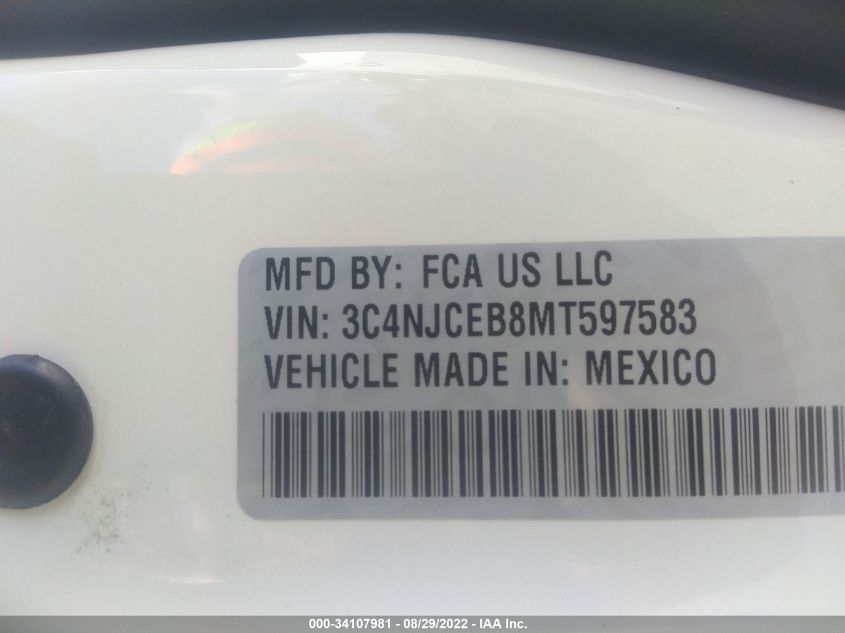 MFD BY: FCA US LLC
VIN: 3C4NJCEB8MT597583
VEHICLE MADE IN: MEXICO
000-34107981 - 08/29/2022 - IAA Inc.